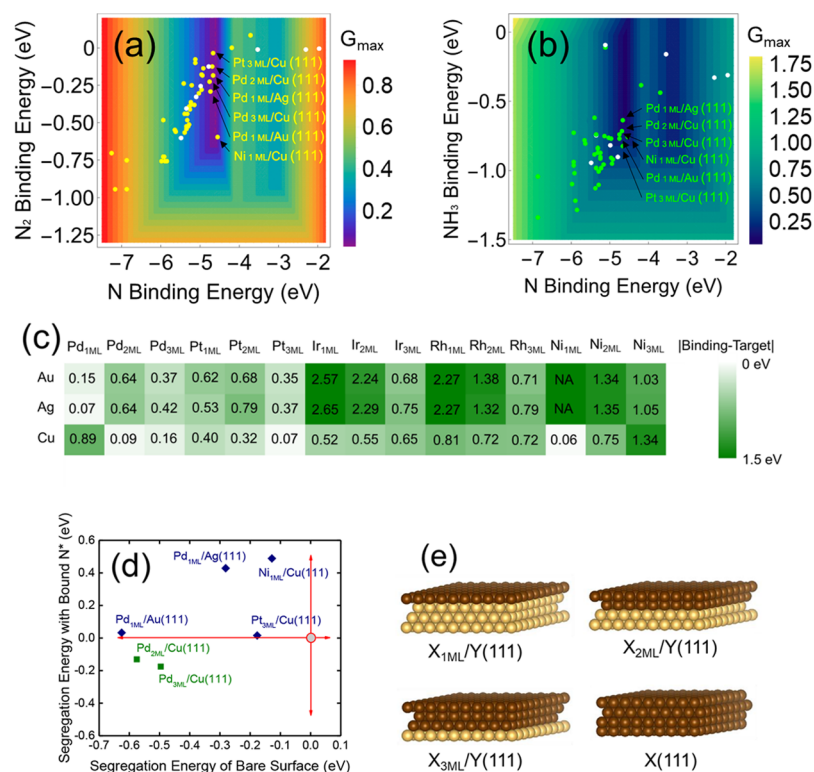 (a)
G max
0
−0.25
−0.50
−0.75
−1.00
−1.25
N₂ Binding Energy (eV)
Pt 3 ML/Cu (111)
Pd 2 ML/Cu (111)
Pd 1 ML/Ag (111)
Pd 3 ML/Cu (111)
Pd 1 ML/Au (111)
Ni 1 ML/Cu (111)
0.8
0.6
0.4
0.2
−7 −6 −5 −4 −3 −2
N Binding Energy (eV)
(b)
G max
0
−0.5
−1.0
−1.5
NH₃ Binding Energy (eV)
Pd 1 ML/Ag (111)
Pd 2 ML/Cu (111)
Pd 3 ML/Cu (111)
Ni 1 ML/Cu (111)
Pd 1 ML/Au (111)
Pt 3 ML/Cu (111)
1.75
1.50
1.25
1.00
0.75
0.50
0.25
−7 −6 −5 −4 −3 −2
N Binding Energy (eV)
(c)
Pd1ML Pd2ML Pd3ML Pt1ML Pt2ML Pt3ML Ir1ML Ir2ML Ir3ML Rh1ML Rh2ML Rh3ML Ni1ML Ni2ML Ni3ML
Au 0.15 0.64 0.37 0.62 0.68 0.35 2.57 2.24 0.68 2.27 1.38 0.71 NA 1.34 1.03
Ag 0.07 0.64 0.42 0.53 0.79 0.37 2.65 2.29 0.75 2.27 1.32 0.79 NA 1.35 1.05
Cu 0.89 0.09 0.16 0.40 0.32 0.07 0.52 0.55 0.65 0.81 0.72 0.72 0.06 0.75 1.34
|Binding-Target|
0 eV
1.5 eV
(d)
Segregation Energy with Bound N* (eV)
0.6
0.4
0.2
0.0
-0.2
-0.4
-0.6
Pd1ML/Ag(111)
Ni1ML/Cu(111)
Pd1ML/Au(111)
Pt3ML/Cu(111)
Pd2ML/Cu(111)
Pd3ML/Cu(111)
-0.7 -0.6 -0.5 -0.4 -0.3 -0.2 -0.1 0.0 0.1
Segregation Energy of Bare Surface (eV)
(e)
X1ML/Y(111)
X2ML/Y(111)
X3ML/Y(111)
X(111)